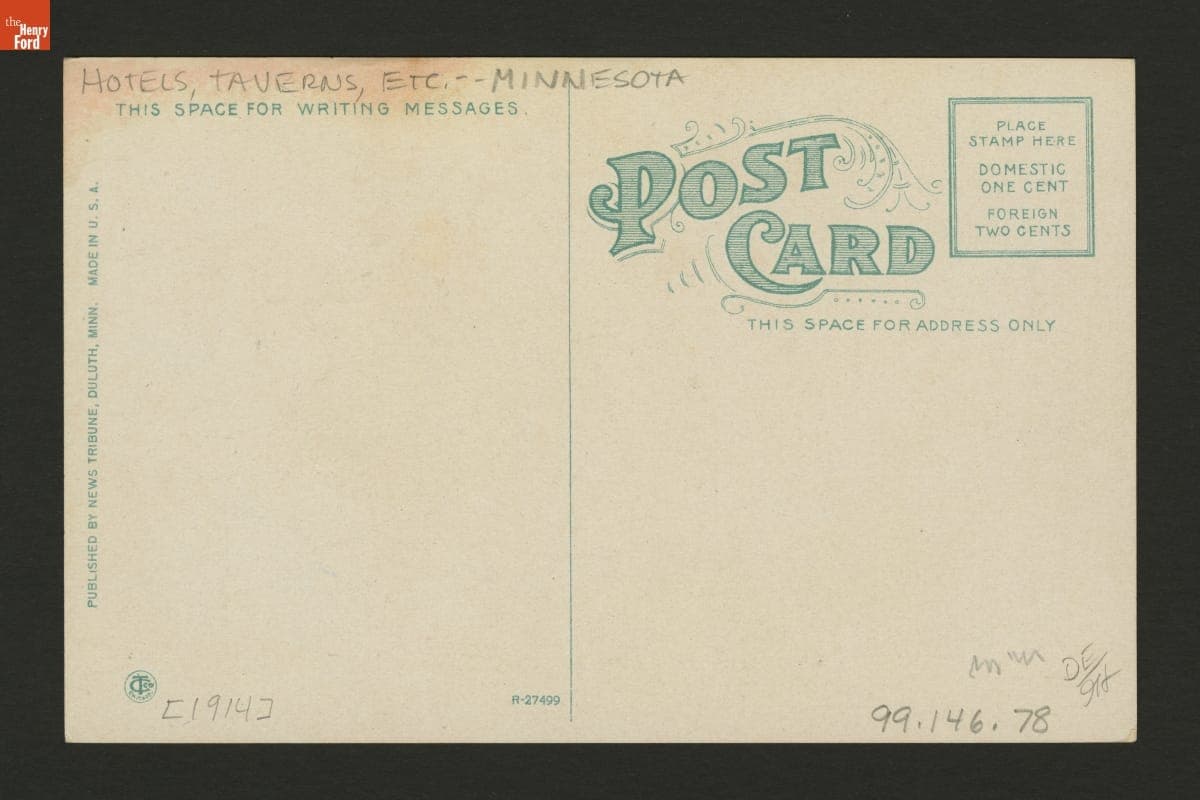 the
Henry
Ford
HOTELS, TAVERNS, ETC.--MINNESOTA
THIS SPACE FOR WRITING MESSAGES.
PUBLISHED BY NEWS TRIBUNE, DULUTH, MINN. MADE IN U. S. A.
[1914]
R-27499
POST
CARD
PLACE
STAMP HERE
DOMESTIC
ONE CENT
FOREIGN
TWO CENTS
THIS SPACE FOR ADDRESS ONLY
DE/
99.146.78